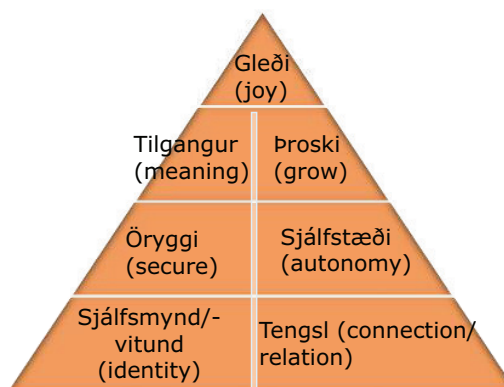 Gleði
(joy)
Tilgangur
(meaning)
Þroski
(grow)
Öryggi
(secure)
Sjálfstæði
(autonomy)
Sjálfsmynd/-
vitund
(identity)
Tengsl (connection/
relation)